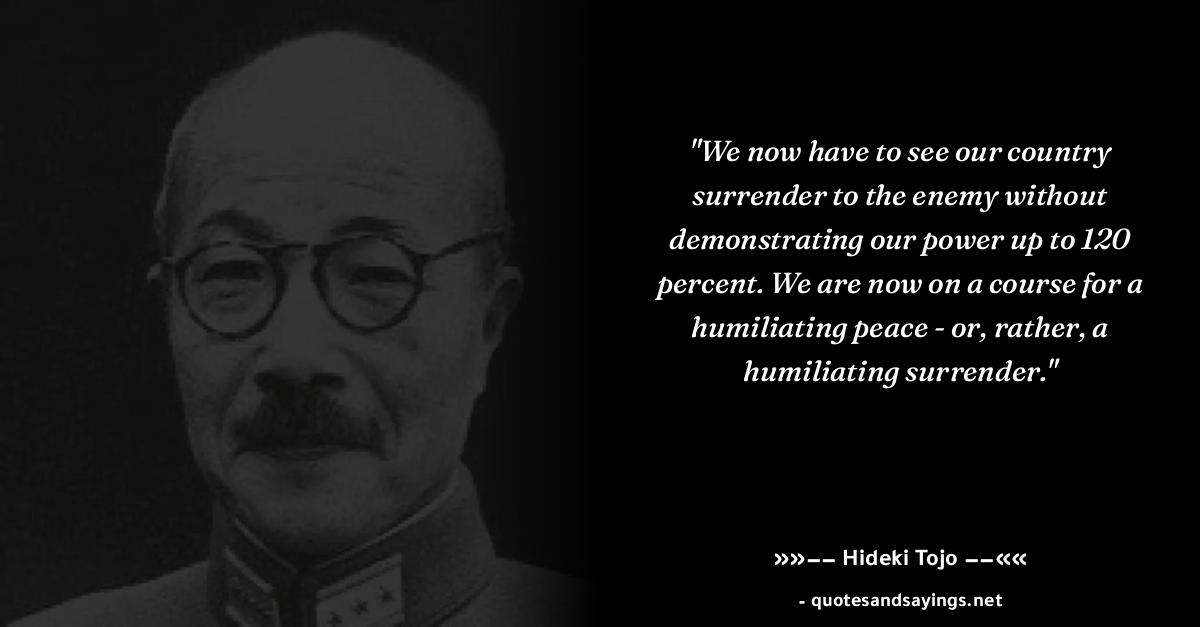 "We now have to see our country
surrender to the enemy without
demonstrating our power up to 120
percent. We are now on a course for a
humiliating peace - or, rather, a
humiliating surrender."
»»−− Hideki Tojo −−««
- quotesandsayings.net